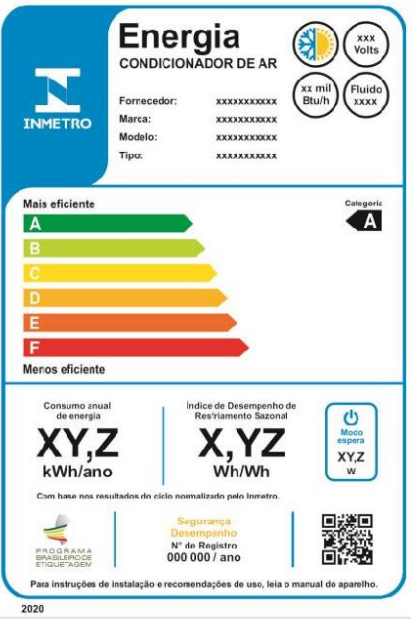 Energia
CONDICIONADOR DE AR
xxx
Volts
xx mil
Btu/h
Fluido
xxxx
INMETRO
Fornecedor: xxxxxxxxxxx
Marca: xxxxxxxxxxx
Modelo: xxxxxxxxxxx
Tipo: xxxxxxxxxxx
Mais eficiente
Categoria
A
A
B
C
D
E
F
Menos eficiente
Consumo anual
de energia
XY,Z
kWh/ano
Índice de Desempenho de
Resfriamento Sazonal
X,YZ
Wh/Wh
Modo
espera
XY,Z
W
Com base nos resultados do ciclo normalizado pelo Inmetro.
PROGRAMA
BRASILEIRO DE
ETIQUETAGEM
Segurança
Desempenho
N° de Registro
000 000 / ano
Para instruções de instalação e recomendações de uso, leia o manual do aparelho.
2020